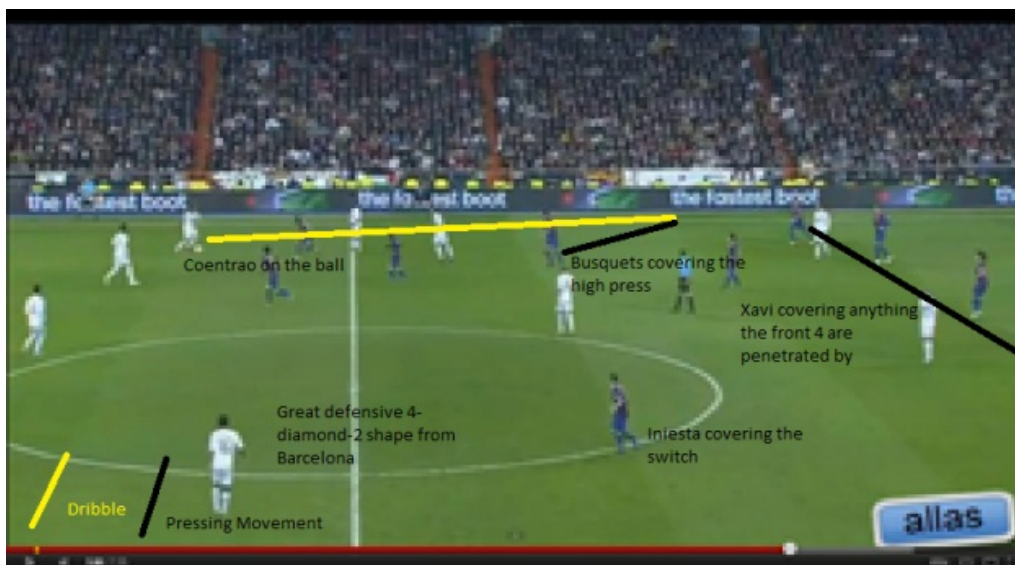 the fastest boot
the fastest boot
the fastest boot
the f
Coentrao on the ball
Busquets covering the
high press
Xavi covering anything
the front 4 are
penetrated by
Great defensive 4-
diamond-2 shape from
Barcelona
Iniesta covering the
switch
Dribble
Pressing Movement
allas